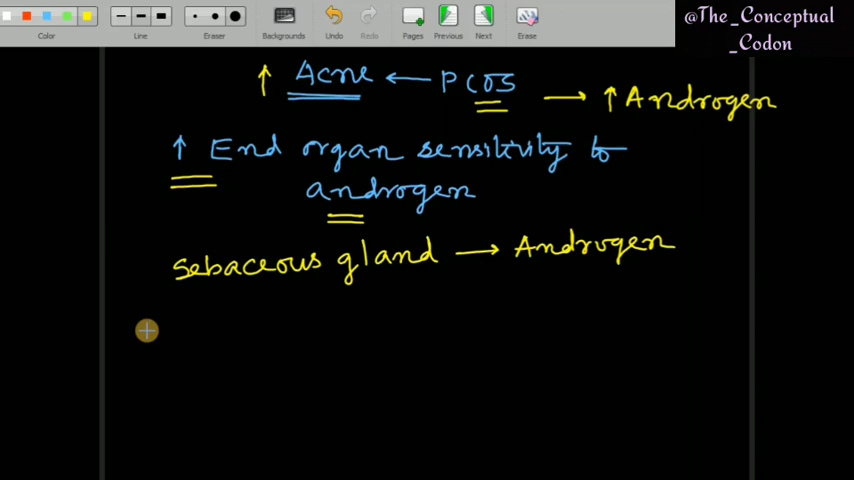 Color
Line
Eraser
Backgrounds
Undo
Redo
Pages
Previous
Next
Erase
@The_Conceptual
_Codon
↑ Acne ← PCOS → ↑ Androgen
↑ End organ sensitivity to
androgen
sebaceous gland → Androgen